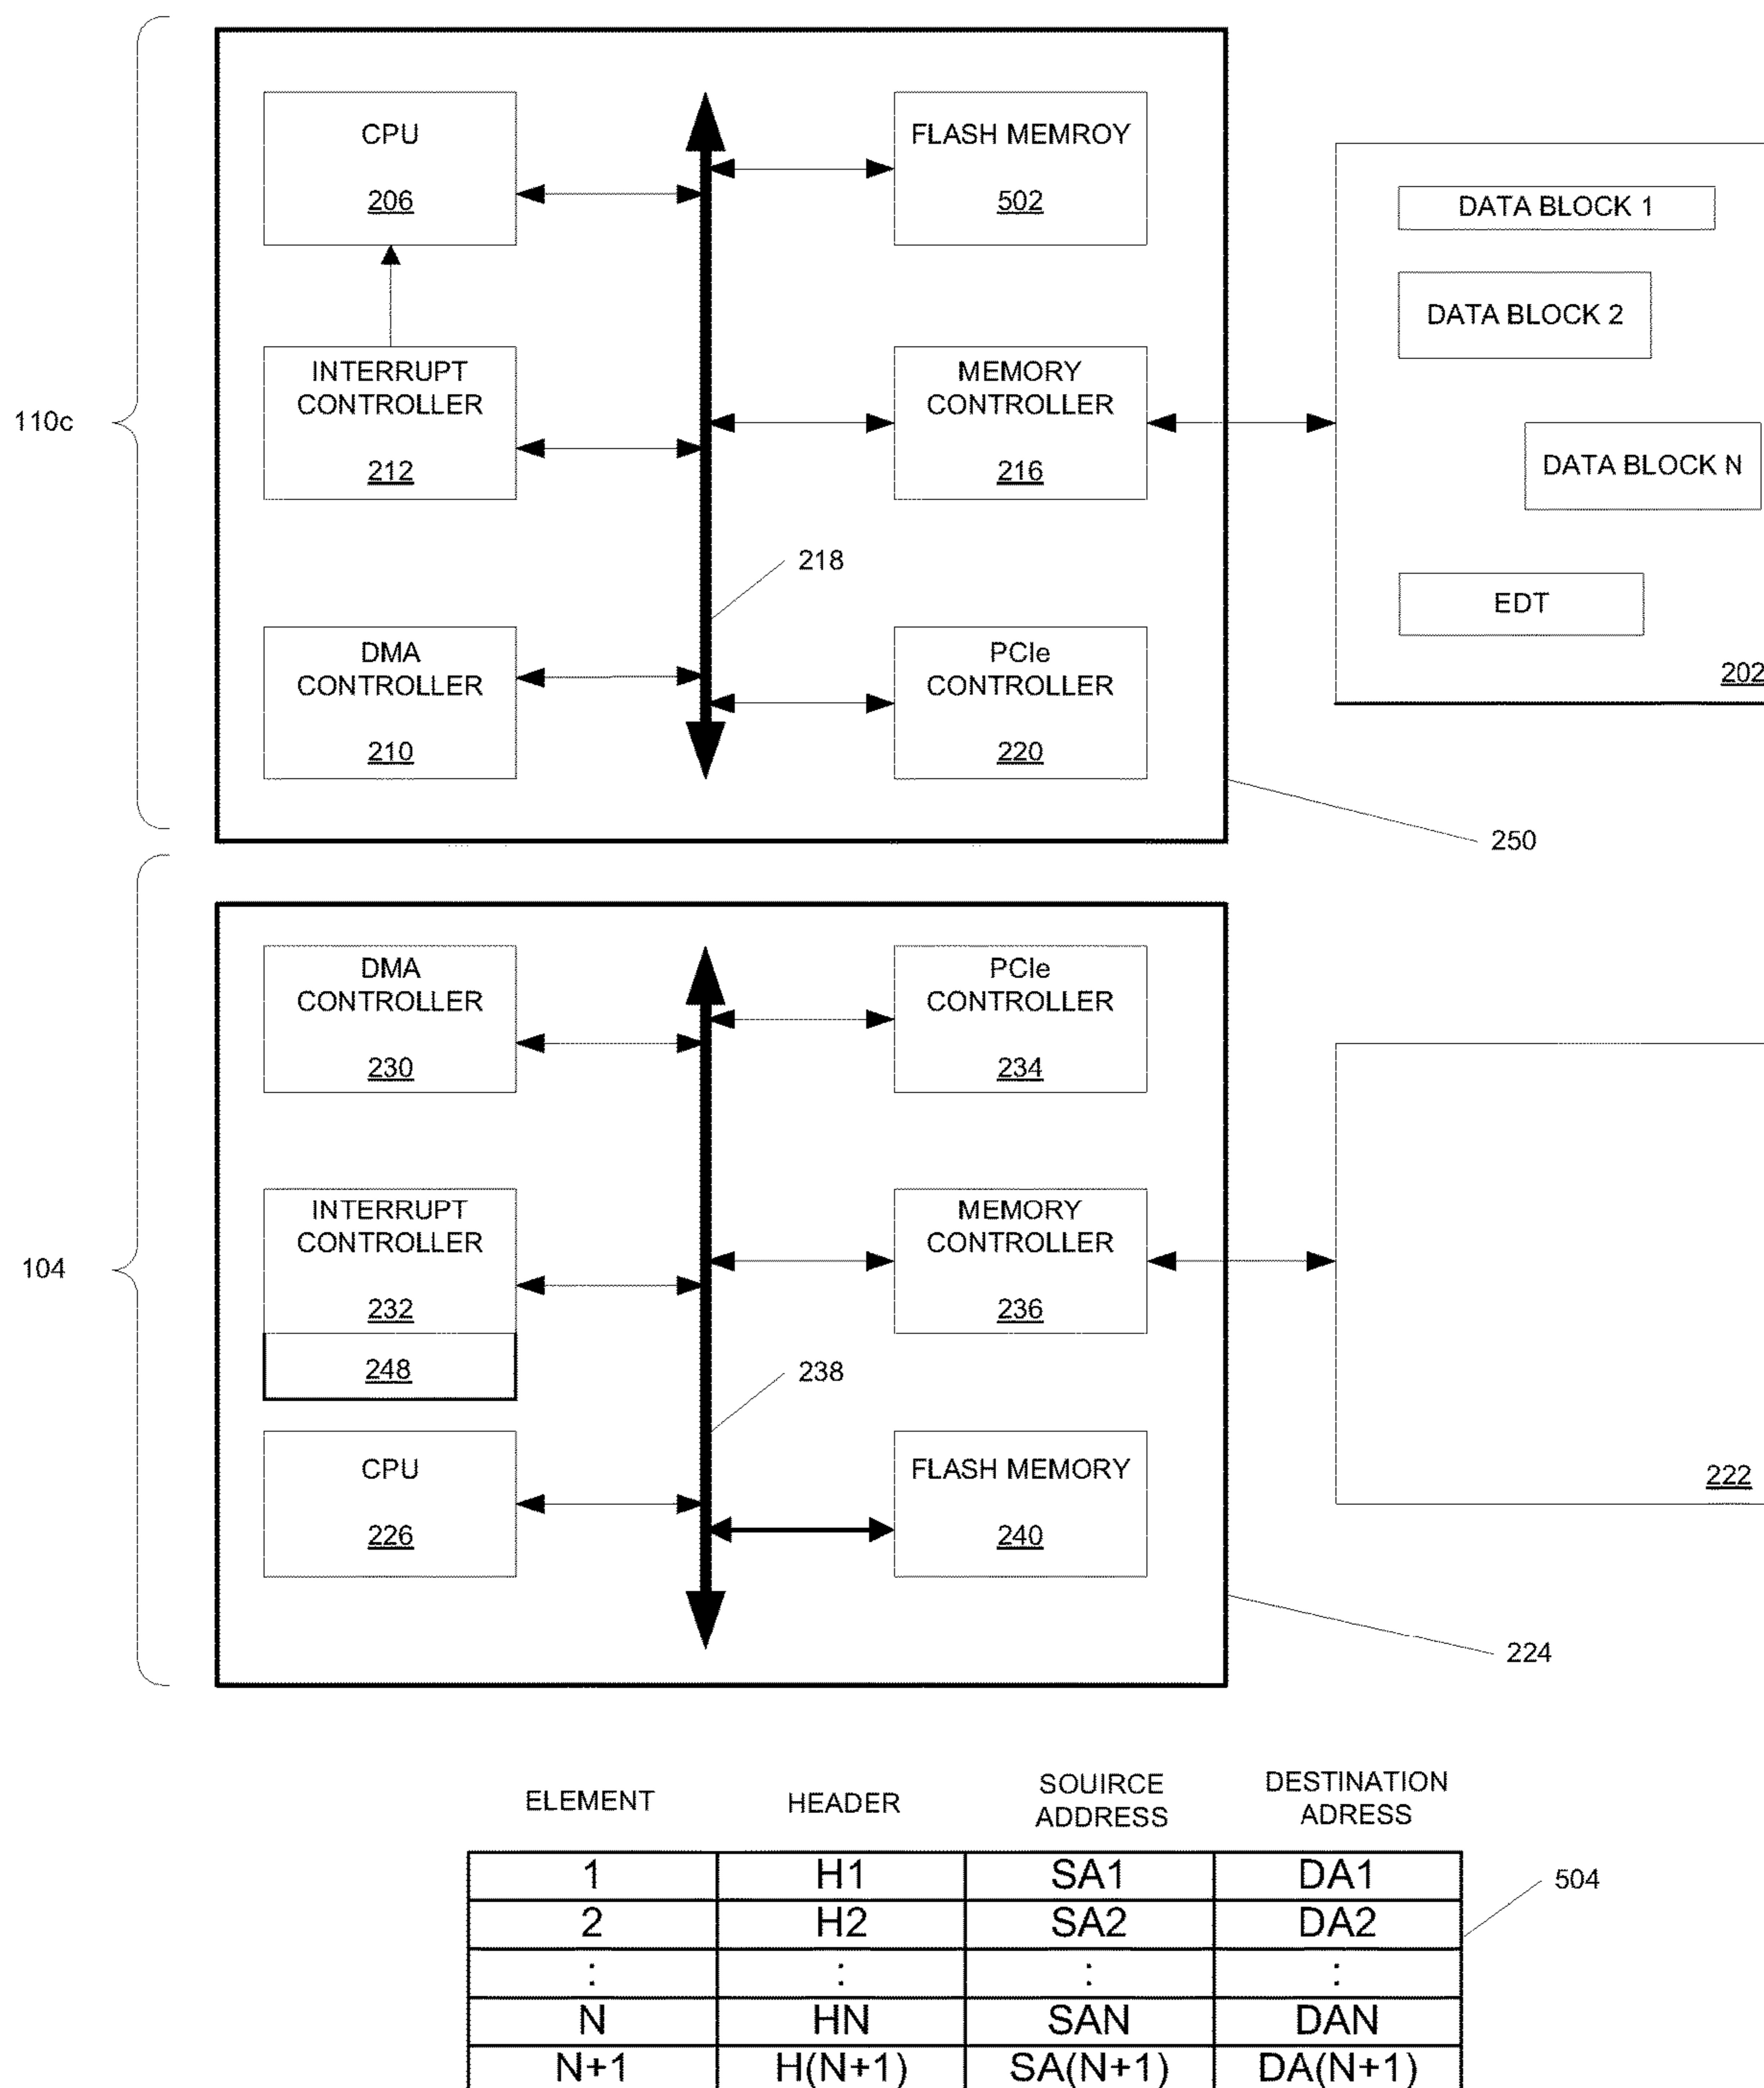 110c
CPU
206
FLASH MEMROY
502
DATA BLOCK 1
DATA BLOCK 2
INTERRUPT
CONTROLLER
212
MEMORY
CONTROLLER
216
DATA BLOCK N
218
EDT
202
DMA
CONTROLLER
210
PCIe
CONTROLLER
220
250
104
DMA
CONTROLLER
230
PCIe
CONTROLLER
234
INTERRUPT
CONTROLLER
232
248
MEMORY
CONTROLLER
236
238
CPU
226
FLASH MEMORY
240
222
224
ELEMENT HEADER SOUIRCE ADDRESS DESTINATION ADRESS
1 H1 SA1 DA1
2 H2 SA2 DA2
: : : :
N HN SAN DAN
N+1 H(N+1) SA(N+1) DA(N+1)
504